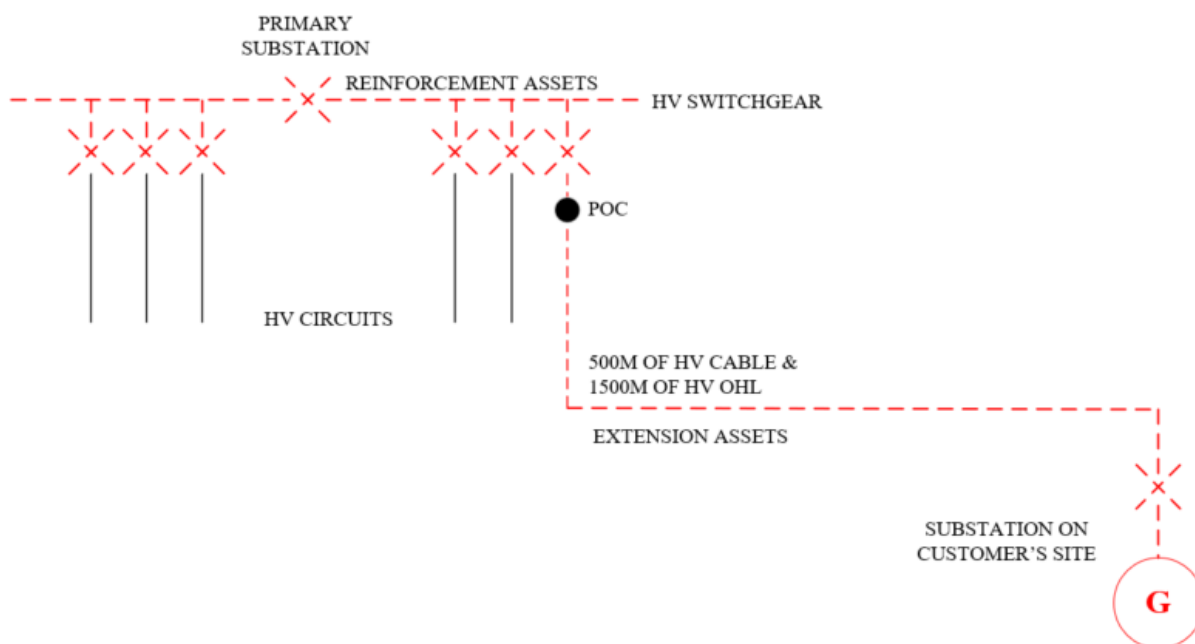 PRIMARY
SUBSTATION
REINFORCEMENT ASSETS
HV SWITCHGEAR
POC
HV CIRCUITS
500M OF HV CABLE &
1500M OF HV OHL
EXTENSION ASSETS
SUBSTATION ON
CUSTOMER'S SITE
G